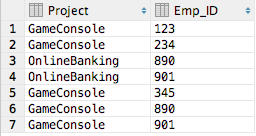 Project Emp_ID
1 GameConsole 123
2 GameConsole 234
3 OnlineBanking 890
4 OnlineBanking 901
5 GameConsole 345
6 GameConsole 890
7 GameConsole 901